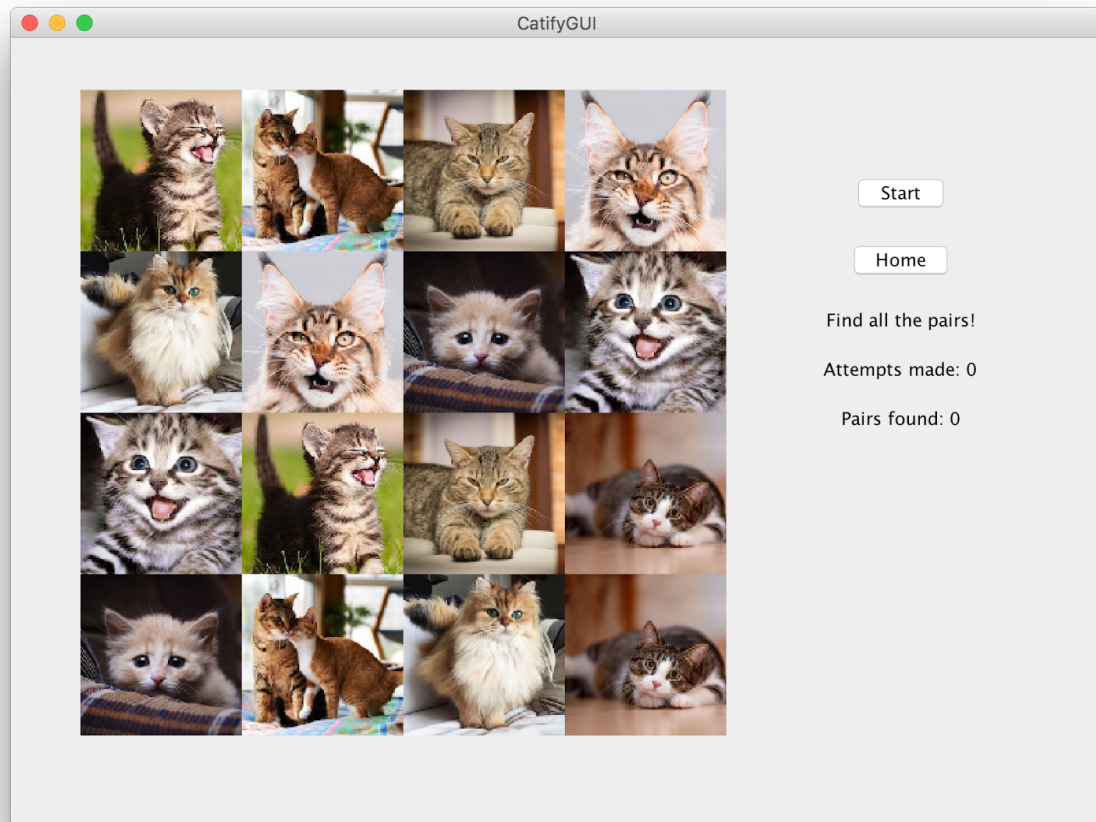 CatifyGUI
Start
Home
Find all the pairs!
Attempts made: 0
Pairs found: 0